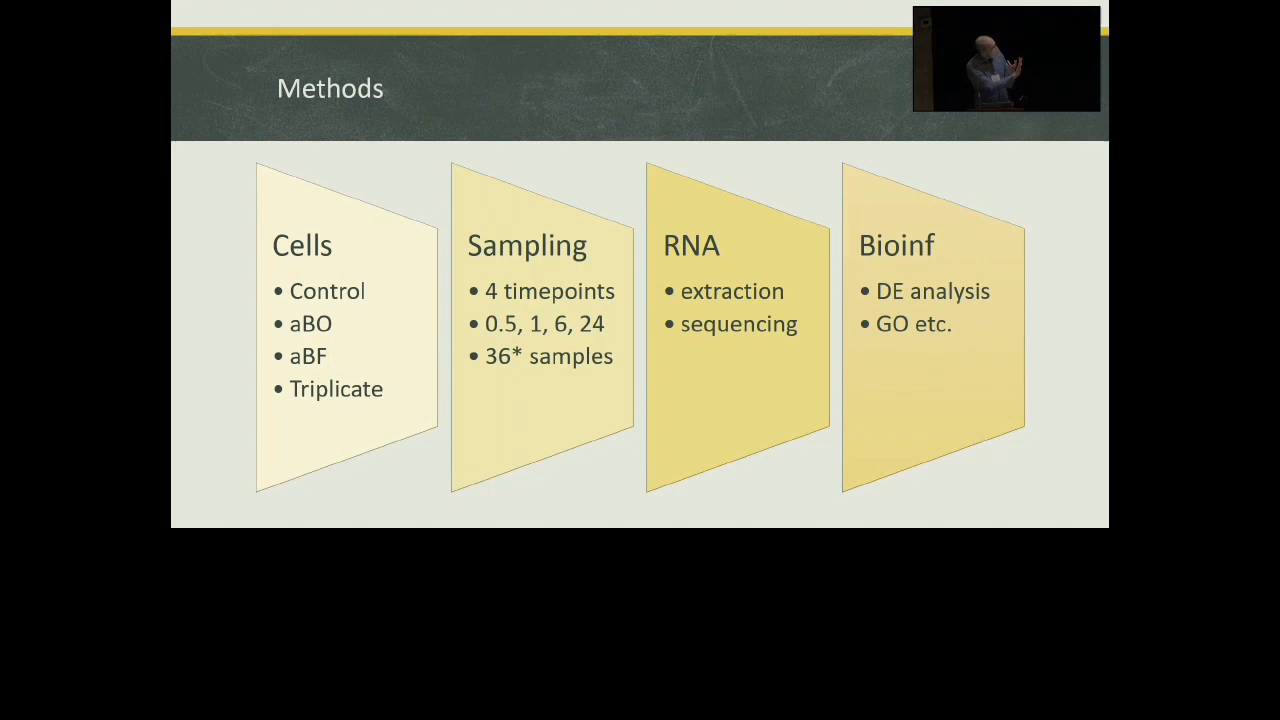 Methods
Cells
• Control
• aBO
• aBF
• Triplicate
Sampling
• 4 timepoints
• 0.5, 1, 6, 24
• 36* samples
RNA
• extraction
• sequencing
Bioinf
• DE analysis
• GO etc.